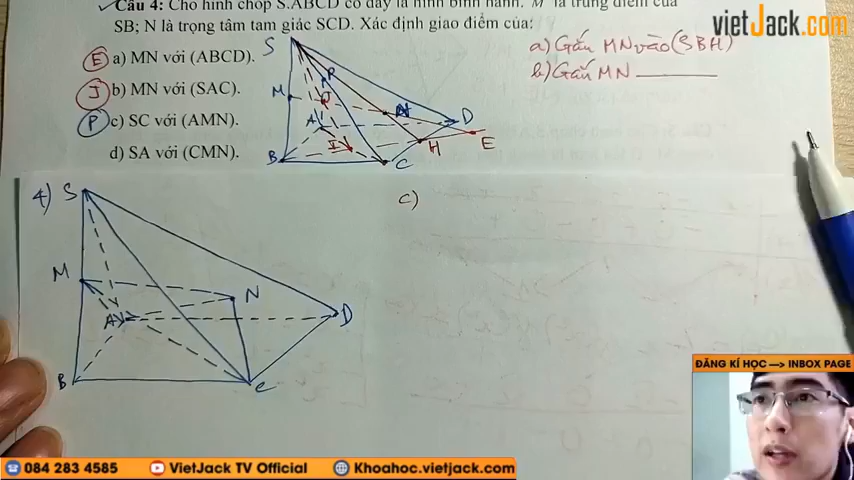 Câu 4: Cho hình chóp S.ABCD có đáy là hình bình hành. M là trung điểm của
SB; N là trọng tâm tam giác SCD. Xác định giao điểm của:
E a) MN với (ABCD).
J b) MN với (SAC).
P c) SC với (AMN).
d) SA với (CMN).
a) Gắn MN vào (SBH)
b) Gắn MN
S
P
M
J
N
A
D
B
I
C
H
E
4)
S
c)
M
N
A
D
B
C
vietJack.com
ĐĂNG KÍ HỌC —> INBOX PAGE
084 283 4585 VietJack TV Official Khoahoc.vietjack.com